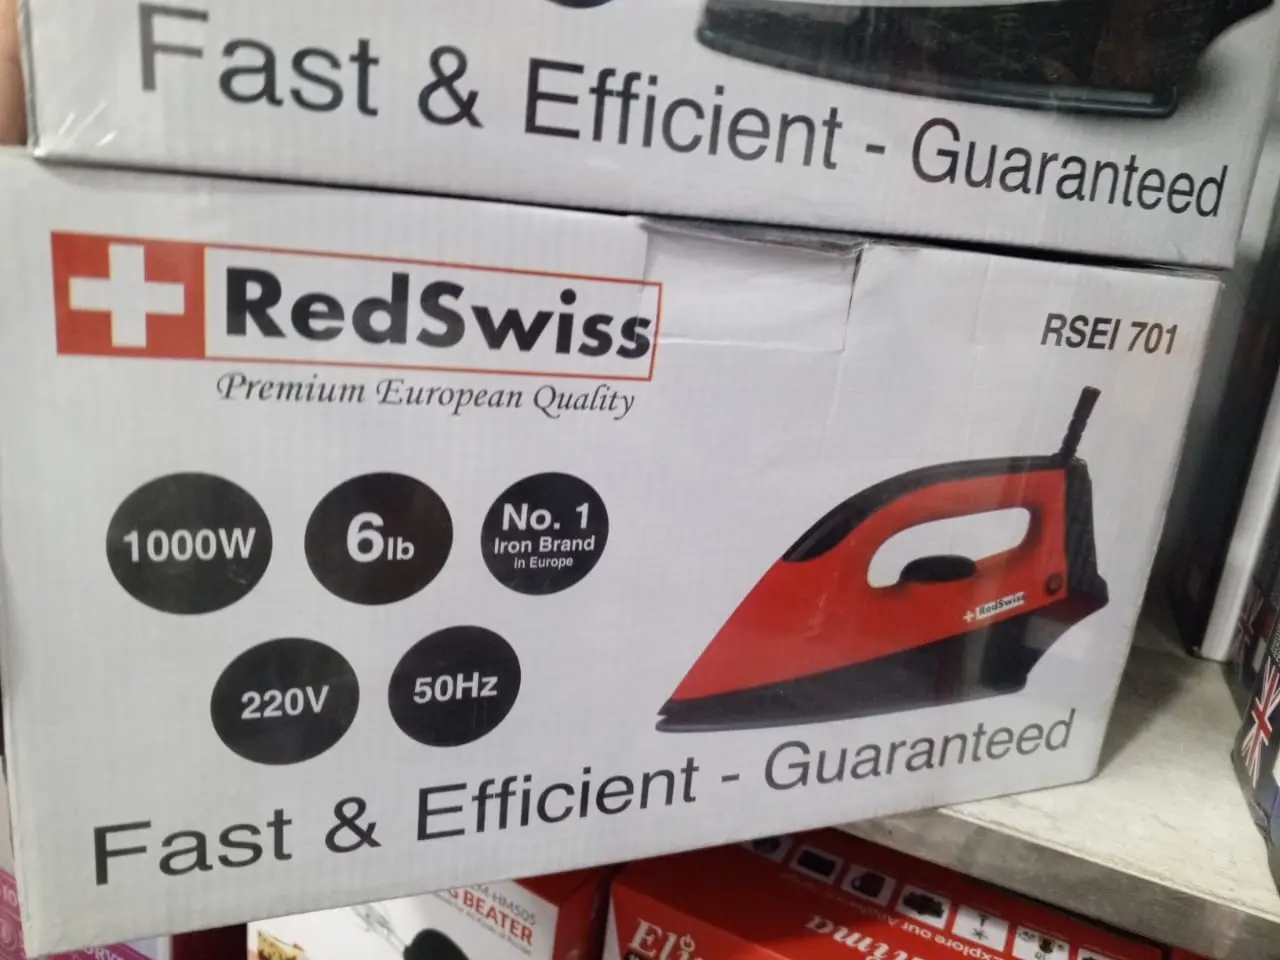 Fast & Efficient - Guaranteed
RedSwiss
Premium European Quality
RSEI 701
1000W
6lb
No. 1
Iron Brand
in Europe
220V
50Hz
RedSwiss
Fast & Efficient - Guaranteed
BEATER
Eli